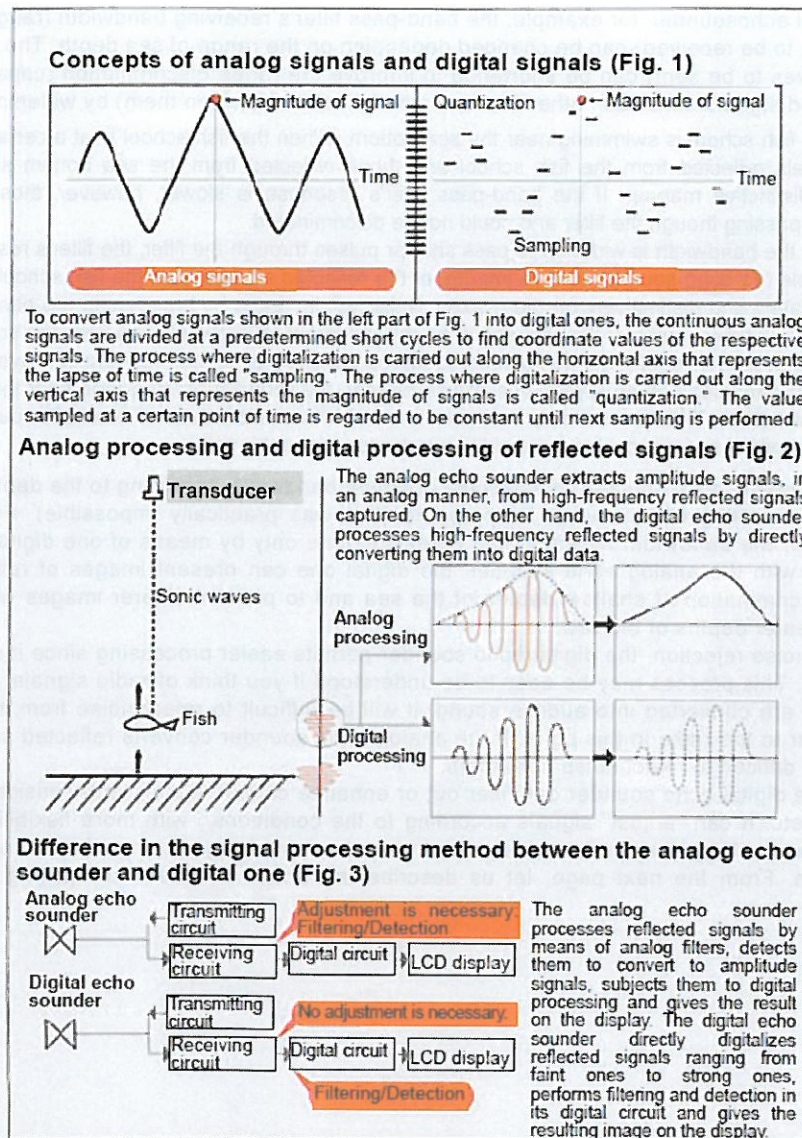 Concepts of analog signals and digital signals (Fig. 1)
Magnitude of signal
Time
Analog signals
Quantization
Magnitude of signal
Time
Sampling
Digital signals
To convert analog signals shown in the left part of Fig. 1 into digital ones, the continuous analog
signals are divided at a predetermined short cycles to find coordinate values of the respective
signals. The process where digitalization is carried out along the horizontal axis that represents
the lapse of time is called "sampling." The process where digitalization is carried out along the
vertical axis that represents the magnitude of signals is called "quantization." The value
sampled at a certain point of time is regarded to be constant until next sampling is performed.
Analog processing and digital processing of reflected signals (Fig. 2)
Transducer
Sonic waves
Fish
The analog echo sounder extracts amplitude signals, in
an analog manner, from high-frequency reflected signals
captured. On the other hand, the digital echo sounder
processes high-frequency reflected signals by directly
converting them into digital data.
Analog
processing
Digital
processing
Difference in the signal processing method between the analog echo
sounder and digital one (Fig. 3)
Analog echo
sounder
Transmitting
circuit
Adjustment is necessary.
Filtering/Detection
Receiving
circuit
Digital circuit
LCD display
Digital echo
sounder
Transmitting
circuit
No adjustment is necessary.
Receiving
circuit
Digital circuit
LCD display
Filtering/Detection
The analog echo sounder
processes reflected signals by
means of analog filters, detects
them to convert to amplitude
signals, subjects them to digital
processing and gives the result
on the display. The digital echo
sounder directly digitalizes
reflected signals ranging from
faint ones to strong ones,
performs filtering and detection in
its digital circuit and gives the
resulting image on the display.